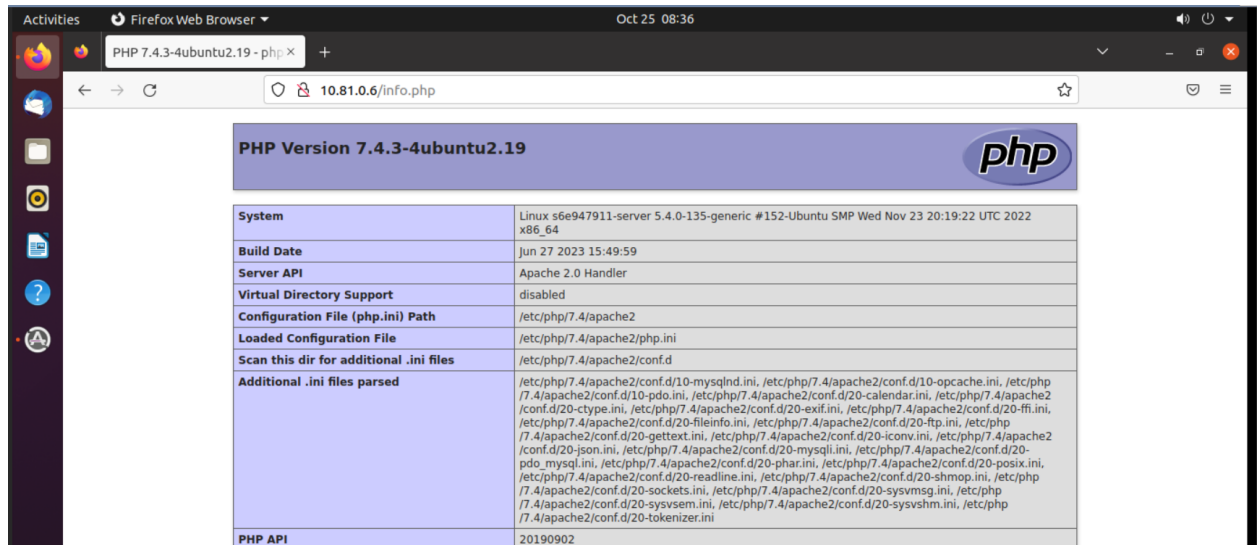 Activities Firefox Web Browser Oct 25 08:36
PHP 7.4.3-4ubuntu2.19 - php
10.81.0.6/info.php
PHP Version 7.4.3-4ubuntu2.19
php
System Linux s6e947911-server 5.4.0-135-generic #152-Ubuntu SMP Wed Nov 23 20:19:22 UTC 2022
x86_64
Build Date Jun 27 2023 15:49:59
Server API Apache 2.0 Handler
Virtual Directory Support disabled
Configuration File (php.ini) Path /etc/php/7.4/apache2
Loaded Configuration File /etc/php/7.4/apache2/php.ini
Scan this dir for additional .ini files /etc/php/7.4/apache2/conf.d
Additional .ini files parsed /etc/php/7.4/apache2/conf.d/10-mysqlnd.ini, /etc/php/7.4/apache2/conf.d/10-opcache.ini, /etc/php
/7.4/apache2/conf.d/10-pdo.ini, /etc/php/7.4/apache2/conf.d/20-calendar.ini, /etc/php/7.4/apache2
/conf.d/20-ctype.ini, /etc/php/7.4/apache2/conf.d/20-exif.ini, /etc/php/7.4/apache2/conf.d/20-ffi.ini,
/etc/php/7.4/apache2/conf.d/20-fileinfo.ini, /etc/php/7.4/apache2/conf.d/20-ftp.ini, /etc/php
/7.4/apache2/conf.d/20-gettext.ini, /etc/php/7.4/apache2/conf.d/20-iconv.ini, /etc/php/7.4/apache2
/conf.d/20-json.ini, /etc/php/7.4/apache2/conf.d/20-mysqli.ini, /etc/php/7.4/apache2/conf.d/20-
pdo_mysql.ini, /etc/php/7.4/apache2/conf.d/20-phar.ini, /etc/php/7.4/apache2/conf.d/20-posix.ini,
/etc/php/7.4/apache2/conf.d/20-readline.ini, /etc/php/7.4/apache2/conf.d/20-shmop.ini, /etc/php
/7.4/apache2/conf.d/20-sockets.ini, /etc/php/7.4/apache2/conf.d/20-sysvmsg.ini, /etc/php
/7.4/apache2/conf.d/20-sysvsem.ini, /etc/php/7.4/apache2/conf.d/20-sysvshm.ini, /etc/php
/7.4/apache2/conf.d/20-tokenizer.ini
PHP API 20190902